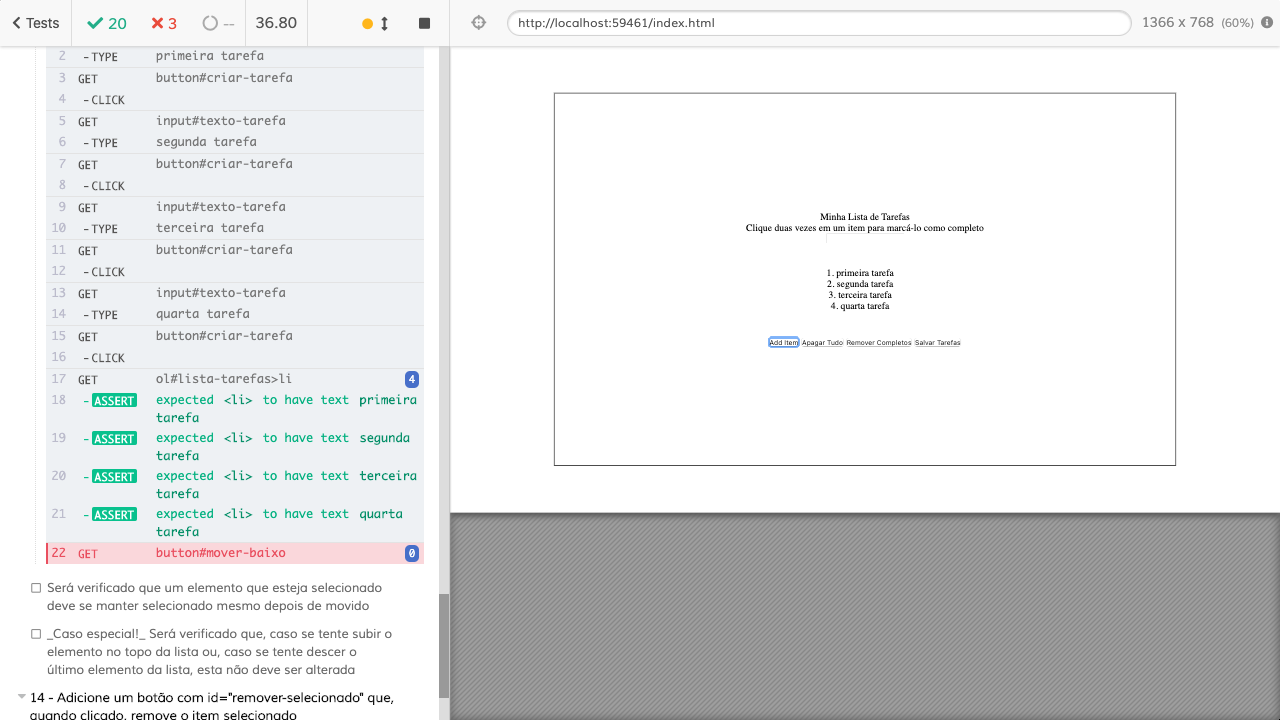 Tests 20 3 -- 36.80 http://localhost:59461/index.html 1366 x 768 (60%)
2 -TYPE primeira tarefa
3 GET button#criar-tarefa
4 -CLICK
5 GET input#texto-tarefa
6 -TYPE segunda tarefa
7 GET button#criar-tarefa
8 -CLICK
9 GET input#texto-tarefa
10 -TYPE terceira tarefa
11 GET button#criar-tarefa
12 -CLICK
13 GET input#texto-tarefa
14 -TYPE quarta tarefa
15 GET button#criar-tarefa
16 -CLICK
17 GET ol#lista-tarefas>li 4
18 -ASSERT expected <li> to have text primeira
tarefa
19 -ASSERT expected <li> to have text segunda
tarefa
20 -ASSERT expected <li> to have text terceira
tarefa
21 -ASSERT expected <li> to have text quarta
tarefa
22 GET button#mover-baixo 0
Será verificado que um elemento que esteja selecionado
deve se manter selecionado mesmo depois de movido
_Caso especial!_ Será verificado que, caso se tente subir o
elemento no topo da lista ou, caso se tente descer o
último elemento da lista, esta não deve ser alterada
14 - Adicione um botão com id="remover-selecionado" que,
quando clicado, remove o item selecionado
Minha Lista de Tarefas
Clique duas vezes em um item para marcá-lo como completo
1. primeira tarefa
2. segunda tarefa
3. terceira tarefa
4. quarta tarefa
Add Item Apagar Tudo Remover Completos Salvar Tarefas